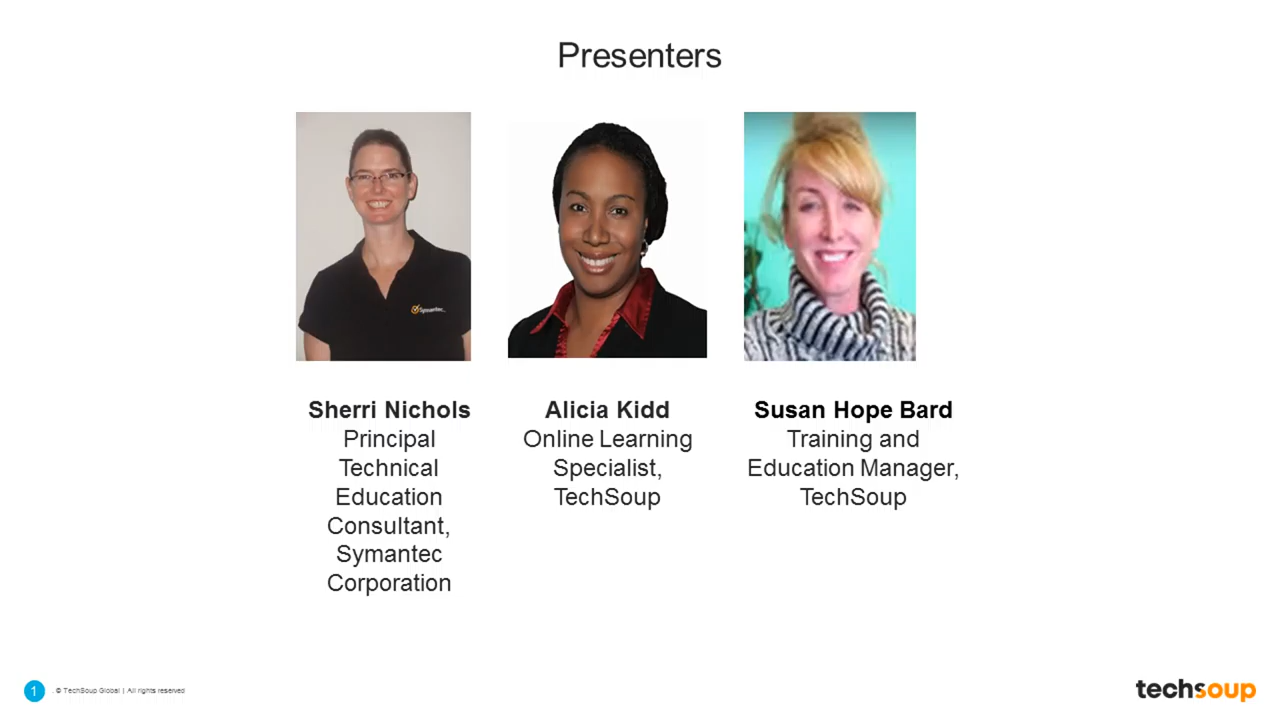 Presenters
Symantec
Sherri Nichols
Principal
Technical
Education
Consultant,
Symantec
Corporation
Alicia Kidd
Online Learning
Specialist,
TechSoup
Susan Hope Bard
Training and
Education Manager,
TechSoup
1 . © TechSoup Global | All rights reserved
techsoup